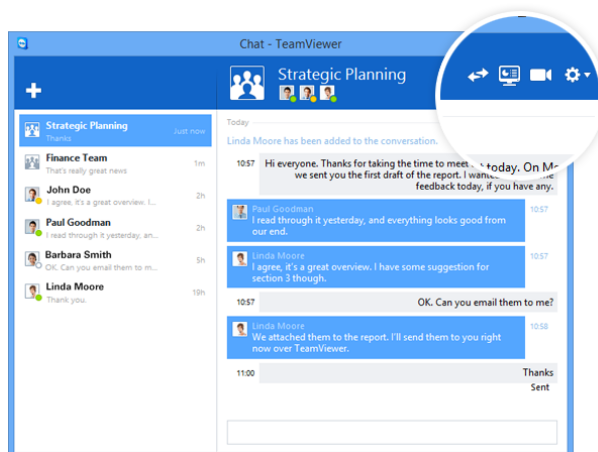 Chat - TeamViewer
Strategic Planning
Strategic Planning
Thanks
Just now
Finance Team
That's really great news
1m
John Doe
I agree, it's a great overview. I...
2h
Paul Goodman
I read through it yesterday, an...
2h
Barbara Smith
OK. Can you email them to m...
5h
Linda Moore
Thank you.
19h
Today
Linda Moore has been added to the conversation.
10:57 Hi everyone. Thanks for taking the time to meet today. On
we sent you the first draft of the report. I
feedback today, if you have any.
Paul Goodman 10:57
I read through it yesterday, and everything looks good from
our end.
Linda Moore 10:57
I agree, it's a great overview. I have some suggestion for
section 3 though.
10:57 OK. Can you email them to me?
Linda Moore 10:58
We attached them to the report. I'll send them to you right
now over TeamViewer.
11:00 Thanks
Sent